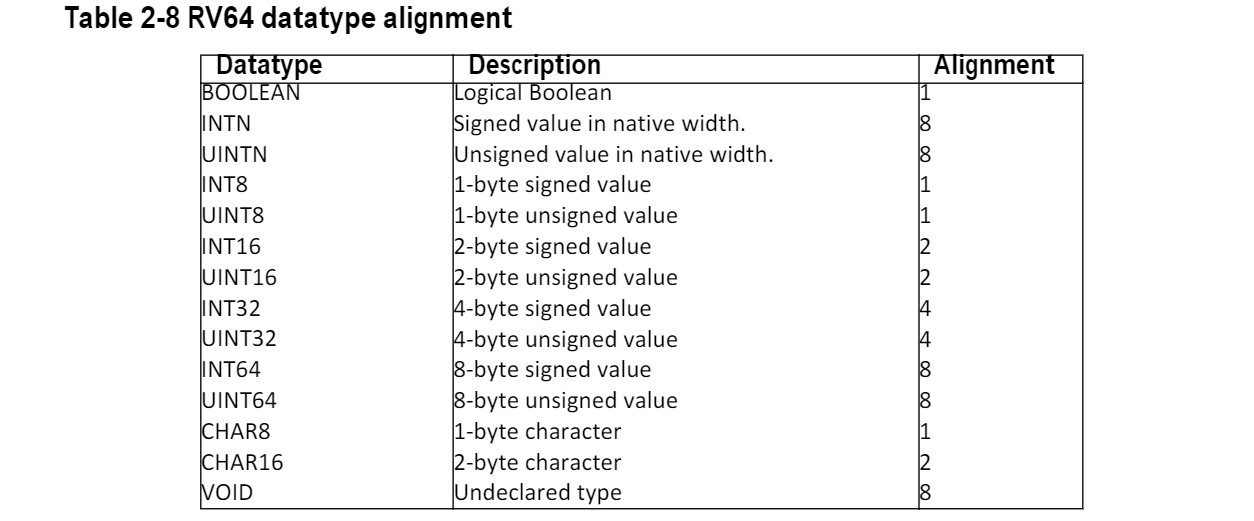 Table 2-8 RV64 datatype alignment
Datatype Description Alignment
BOOLEAN Logical Boolean 1
INTN Signed value in native width. 8
UINTN Unsigned value in native width. 8
INT8 1-byte signed value 1
UINT8 1-byte unsigned value 1
INT16 2-byte signed value 2
UINT16 2-byte unsigned value 2
INT32 4-byte signed value 4
UINT32 4-byte unsigned value 4
INT64 8-byte signed value 8
UINT64 8-byte unsigned value 8
CHAR8 1-byte character 1
CHAR16 2-byte character 2
VOID Undeclared type 8